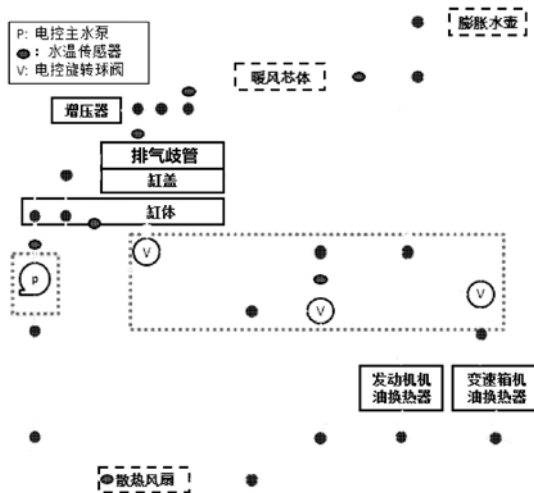 P: 电控主水泵
: 水温传感器
V: 电控旋转球阀
膨胀水壶
暖风芯体
增压器
排气歧管
缸盖
缸体
V
P
V
V
发动机机
油换热器
变速箱机
油换热器
散热风扇